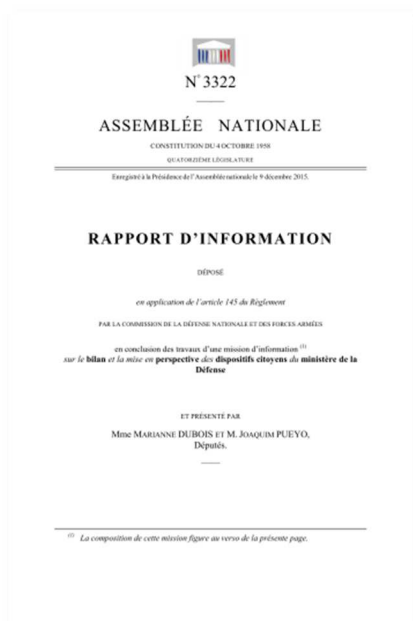 N° 3322
ASSEMBLÉE NATIONALE
CONSTITUTION DU 4 OCTOBRE 1958
QUATORZIÈME LÉGISLATURE
Enregistré à la Présidence de l'Assemblée nationale le 9 décembre 2015.
RAPPORT D'INFORMATION
DÉPOSÉ
en application de l'article 145 du Règlement
PAR LA COMMISSION DE LA DÉFENSE NATIONALE ET DES FORCES ARMÉES
en conclusion des travaux d'une mission d'information (1)
sur le bilan et la mise en perspective des dispositifs citoyens du ministère de la
Défense
ET PRÉSENTÉ PAR
Mme MARIANNE DUBOIS ET M. JOAQUIM PUEYO,
Députés.
(1) La composition de cette mission figure au verso de la présente page.